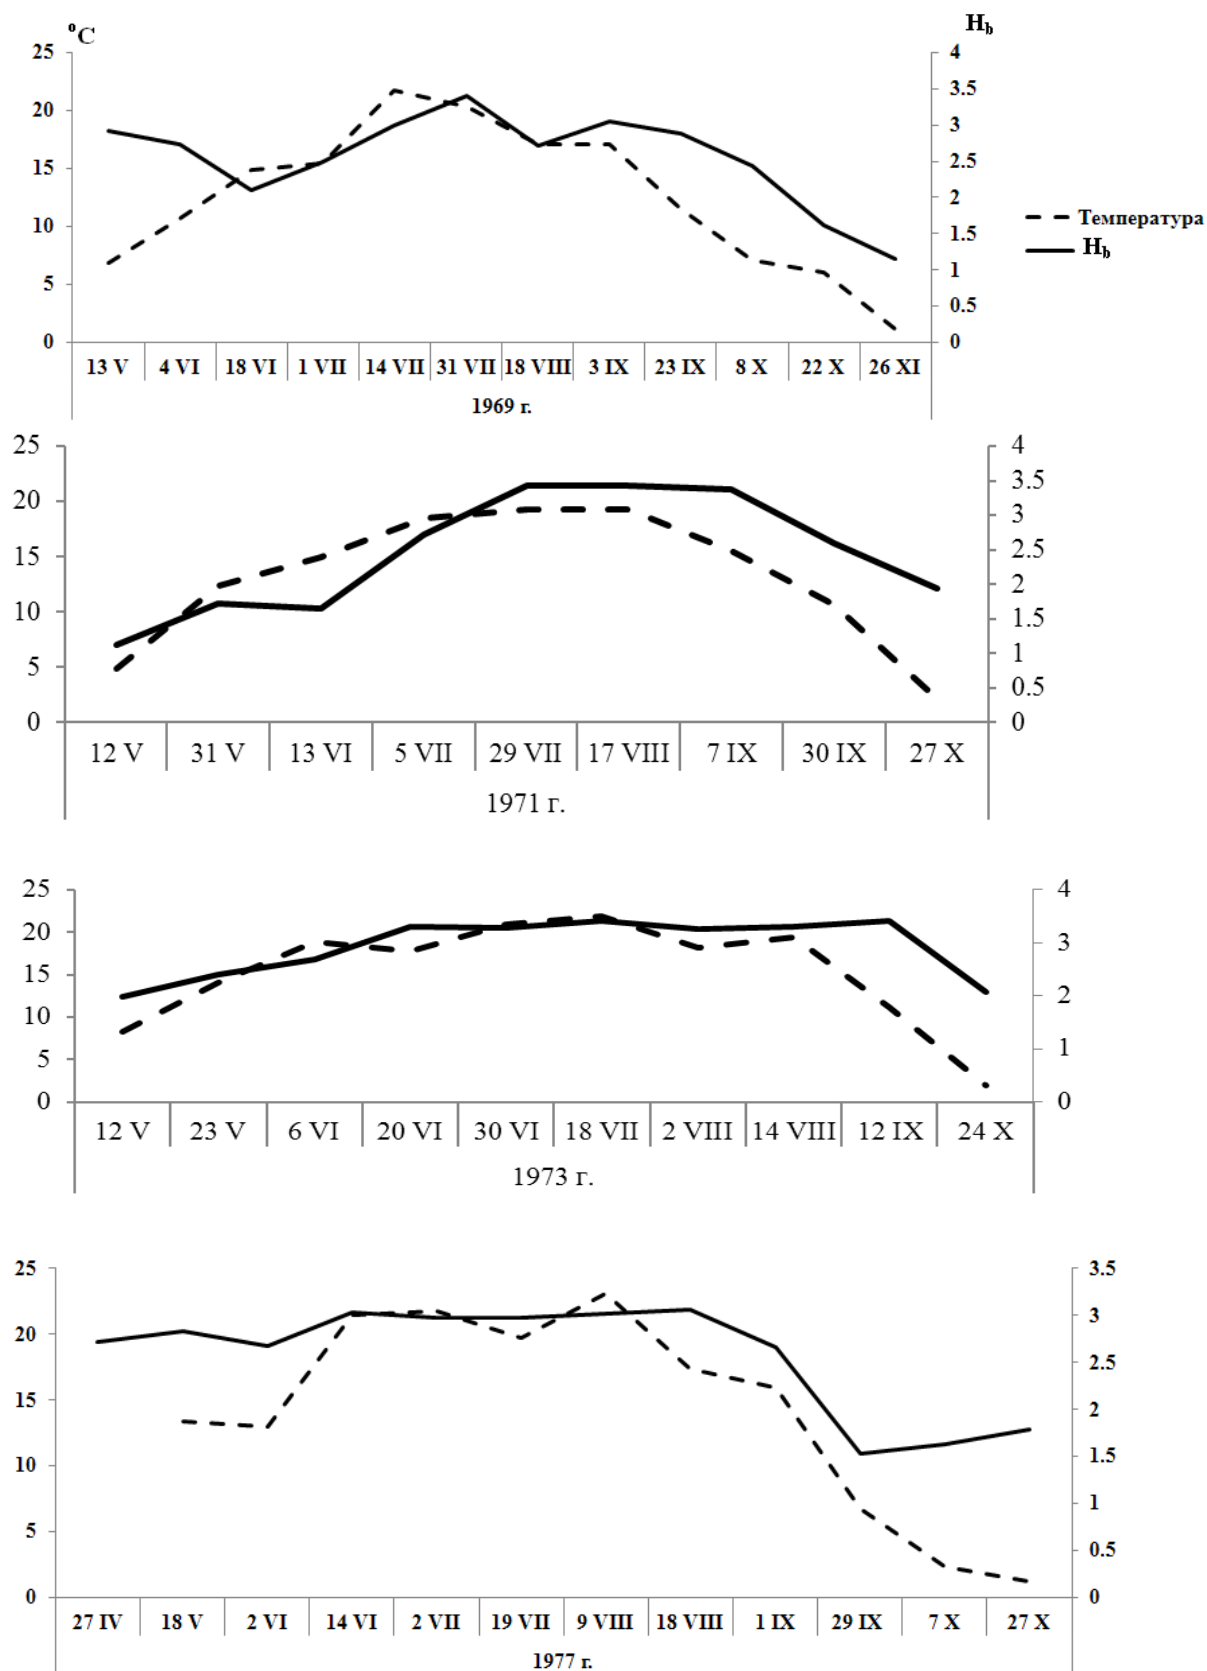 °C H_b
25 4
3.5
20 3
15 2.5
2
10 1.5
5 1
0.5
0 0
Температура
H_b
13 V 4 VI 18 VI 1 VII 14 VII 31 VII 18 VIII 3 IX 23 IX 8 X 22 X 26 XI
1969 г.
25 4
3.5
20 3
15 2.5
2
10 1.5
5 1
0.5
0 0
12 V 31 V 13 VI 5 VII 29 VII 17 VIII 7 IX 30 IX 27 X
1971 г.
25 4
20 3
15
10 2
5 1
0 0
12 V 23 V 6 VI 20 VI 30 VI 18 VII 2 VIII 14 VIII 12 IX 24 X
1973 г.
25 3.5
20 3
2.5
15 2
10 1.5
5 1
0.5
0 0
27 IV 18 V 2 VI 14 VI 2 VII 19 VII 9 VIII 18 VIII 1 IX 29 IX 7 X 27 X
1977 г.